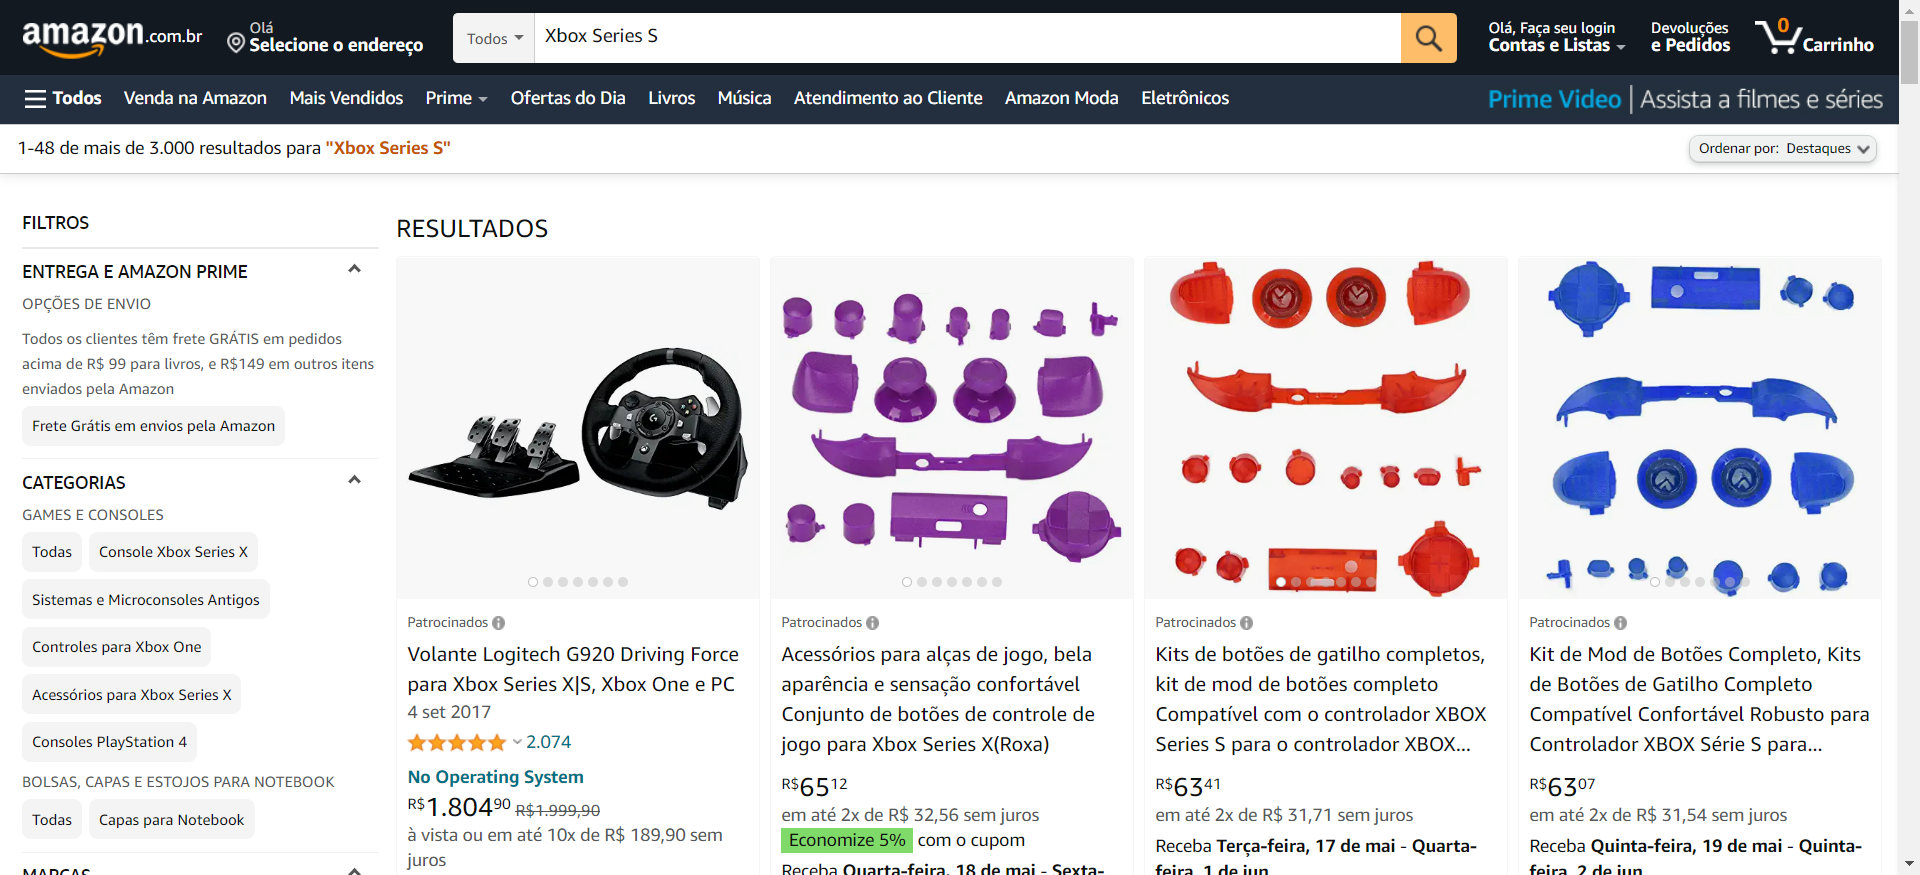 amazon.com.br
Olá
Selecione o endereço
Todos
Xbox Series S
Olá, Faça seu login
Contas e Listas
Devoluções
e Pedidos
0
Carrinho
Todos
Venda na Amazon
Mais Vendidos
Prime
Ofertas do Dia
Livros
Música
Atendimento ao Cliente
Amazon Moda
Eletrônicos
Prime Video | Assista a filmes e séries
1-48 de mais de 3.000 resultados para "Xbox Series S"
Ordenar por: Destaques
FILTROS
ENTREGA E AMAZON PRIME
OPÇÕES DE ENVIO
Todos os clientes têm frete GRÁTIS em pedidos
acima de R$ 99 para livros, e R$149 em outros itens
enviados pela Amazon
Frete Grátis em envios pela Amazon
CATEGORIAS
GAMES E CONSOLES
Todas
Console Xbox Series X
Sistemas e Microconsoles Antigos
Controles para Xbox One
Acessórios para Xbox Series X
Consoles PlayStation 4
BOLSAS, CAPAS E ESTOJOS PARA NOTEBOOK
Todas
Capas para Notebook
MARCAS
RESULTADOS
Patrocinados
Volante Logitech G920 Driving Force
para Xbox Series X|S, Xbox One e PC
4 set 2017
2.074
No Operating System
R$1.80490 R$1.999,90
à vista ou em até 10x de R$ 189,90 sem
juros
Patrocinados
Acessórios para alças de jogo, bela
aparência e sensação confortável
Conjunto de botões de controle de
jogo para Xbox Series X(Roxa)
R$6512
em até 2x de R$ 32,56 sem juros
Economize 5% com o cupom
Receba Quarta-feira, 18 de mai - Sexta-
Patrocinados
Kits de botões de gatilho completos,
kit de mod de botões completo
Compatível com o controlador XBOX
Series S para o controlador XBOX...
R$6341
em até 2x de R$ 31,71 sem juros
Receba Terça-feira, 17 de mai - Quarta-
feira, 1 de jun
Patrocinados
Kit de Mod de Botões Completo, Kits
de Botões de Gatilho Completo
Compatível Confortável Robusto para
Controlador XBOX Série S para...
R$6307
em até 2x de R$ 31,54 sem juros
Receba Quinta-feira, 19 de mai - Quinta-
feira, 2 de jun